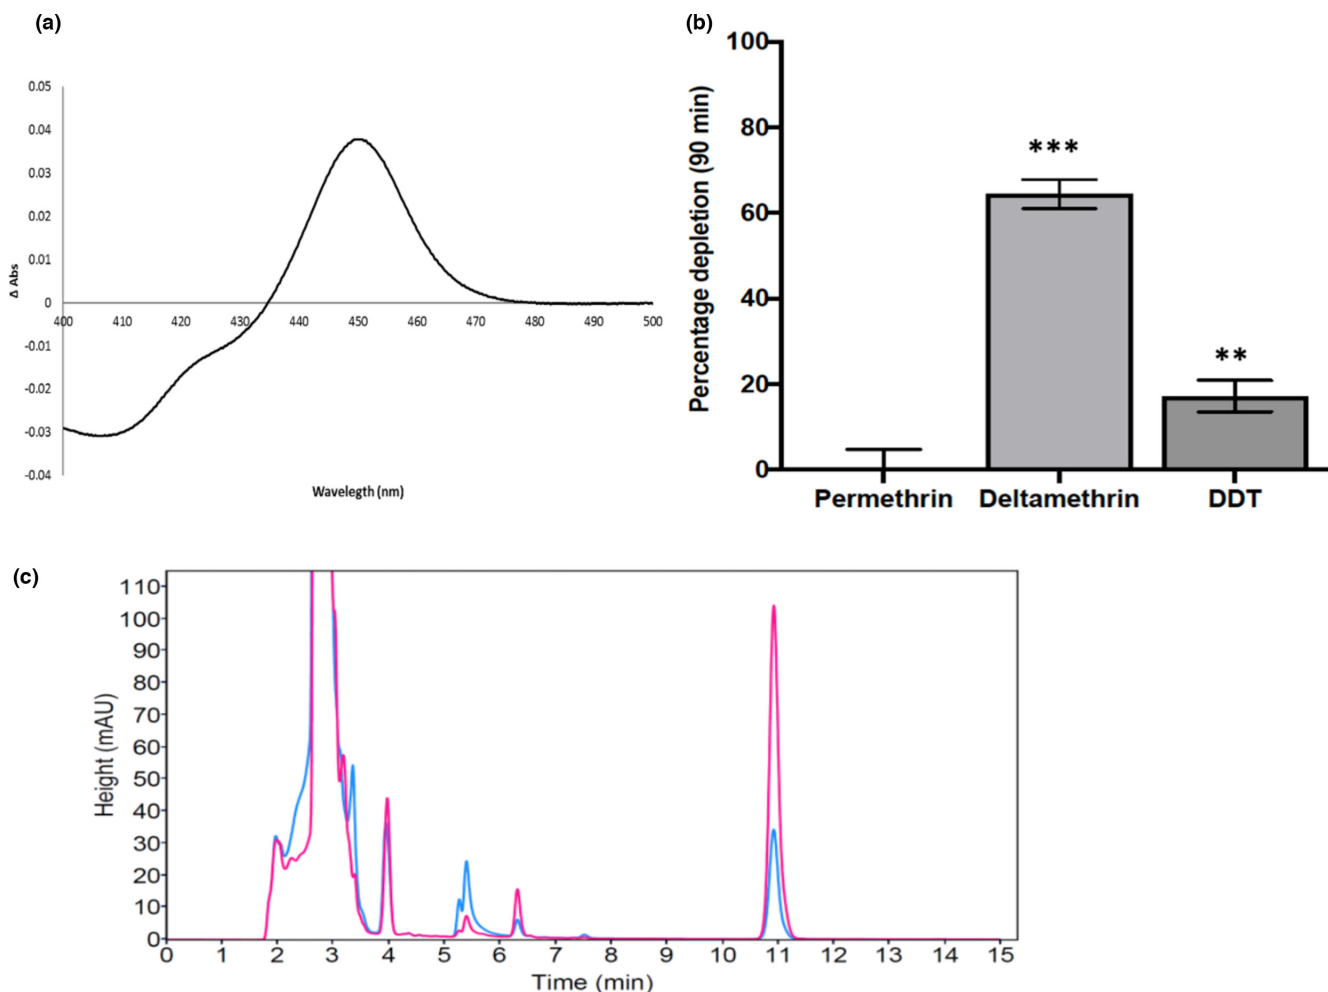 (a)
0.05
0.04
0.03
0.02
0.01
0
-0.01
-0.02
-0.03
-0.04
Δ Abs
400 410 420 430 440 450 460 470 480 490 500
Wavelegth (nm)
(b)
100
80
60
40
20
0
Percentage depletion (90 min)
***
**
Permethrin Deltamethrin DDT
(c)
110
100
90
80
70
60
50
40
30
20
10
0
Height (mAU)
0 1 2 3 4 5 6 7 8 9 10 11 12 13 14 15
Time (min)